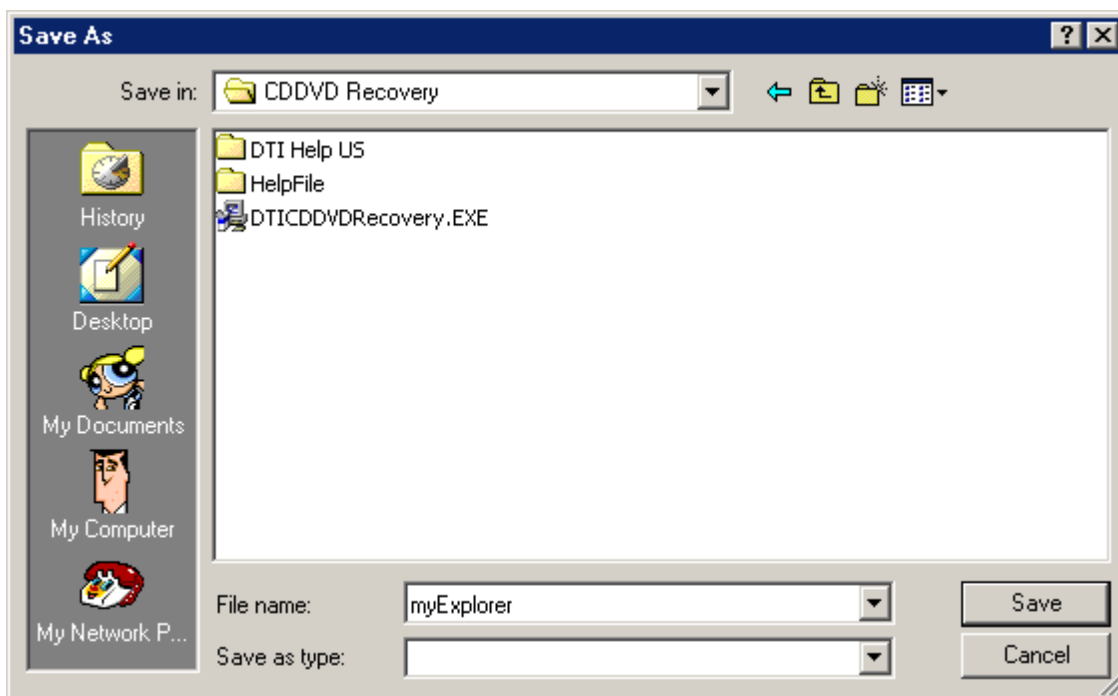 Save As
Save in: CDDVD Recovery
DTI Help US
HelpFile
DTICDDVDRecovery.EXE
History
Desktop
My Documents
My Computer
My Network P...
File name: myExplorer Save
Save as type: Cancel